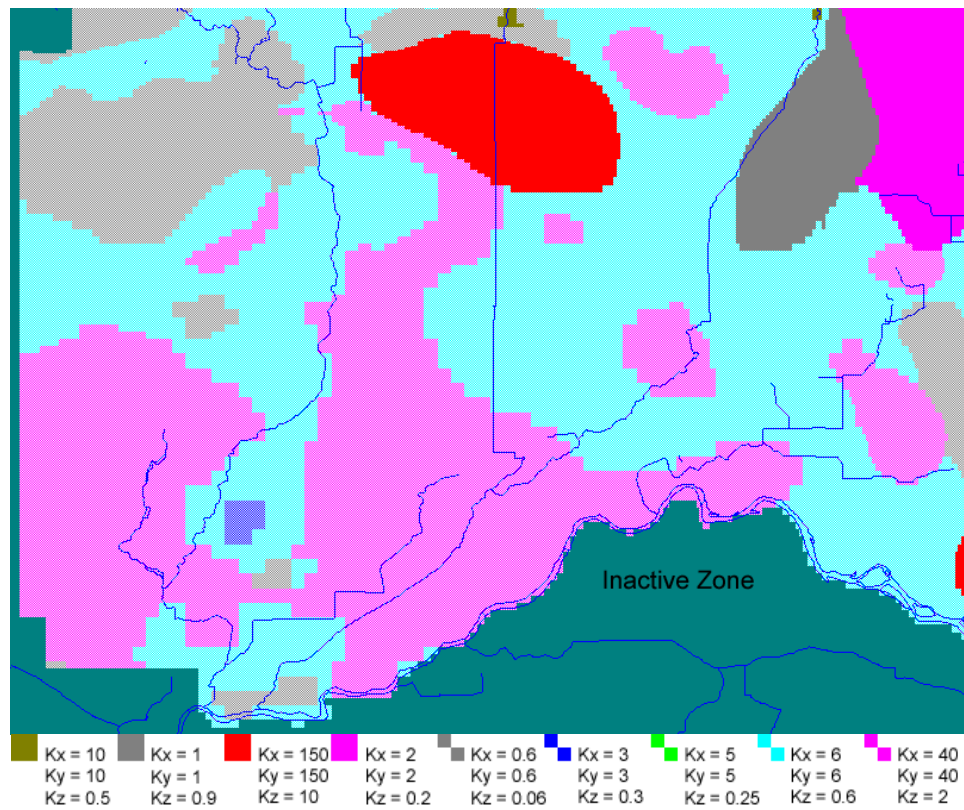 Inactive Zone
Kx = 10 Kx = 1 Kx = 150 Kx = 2 Kx = 0.6 Kx = 3 Kx = 5 Kx = 6 Kx = 40
Ky = 10 Ky = 1 Ky = 150 Ky = 2 Ky = 0.6 Ky = 3 Ky = 5 Ky = 6 Ky = 40
Kz = 0.5 Kz = 0.9 Kz = 10 Kz = 0.2 Kz = 0.06 Kz = 0.3 Kz = 0.25 Kz = 0.6 Kz = 2